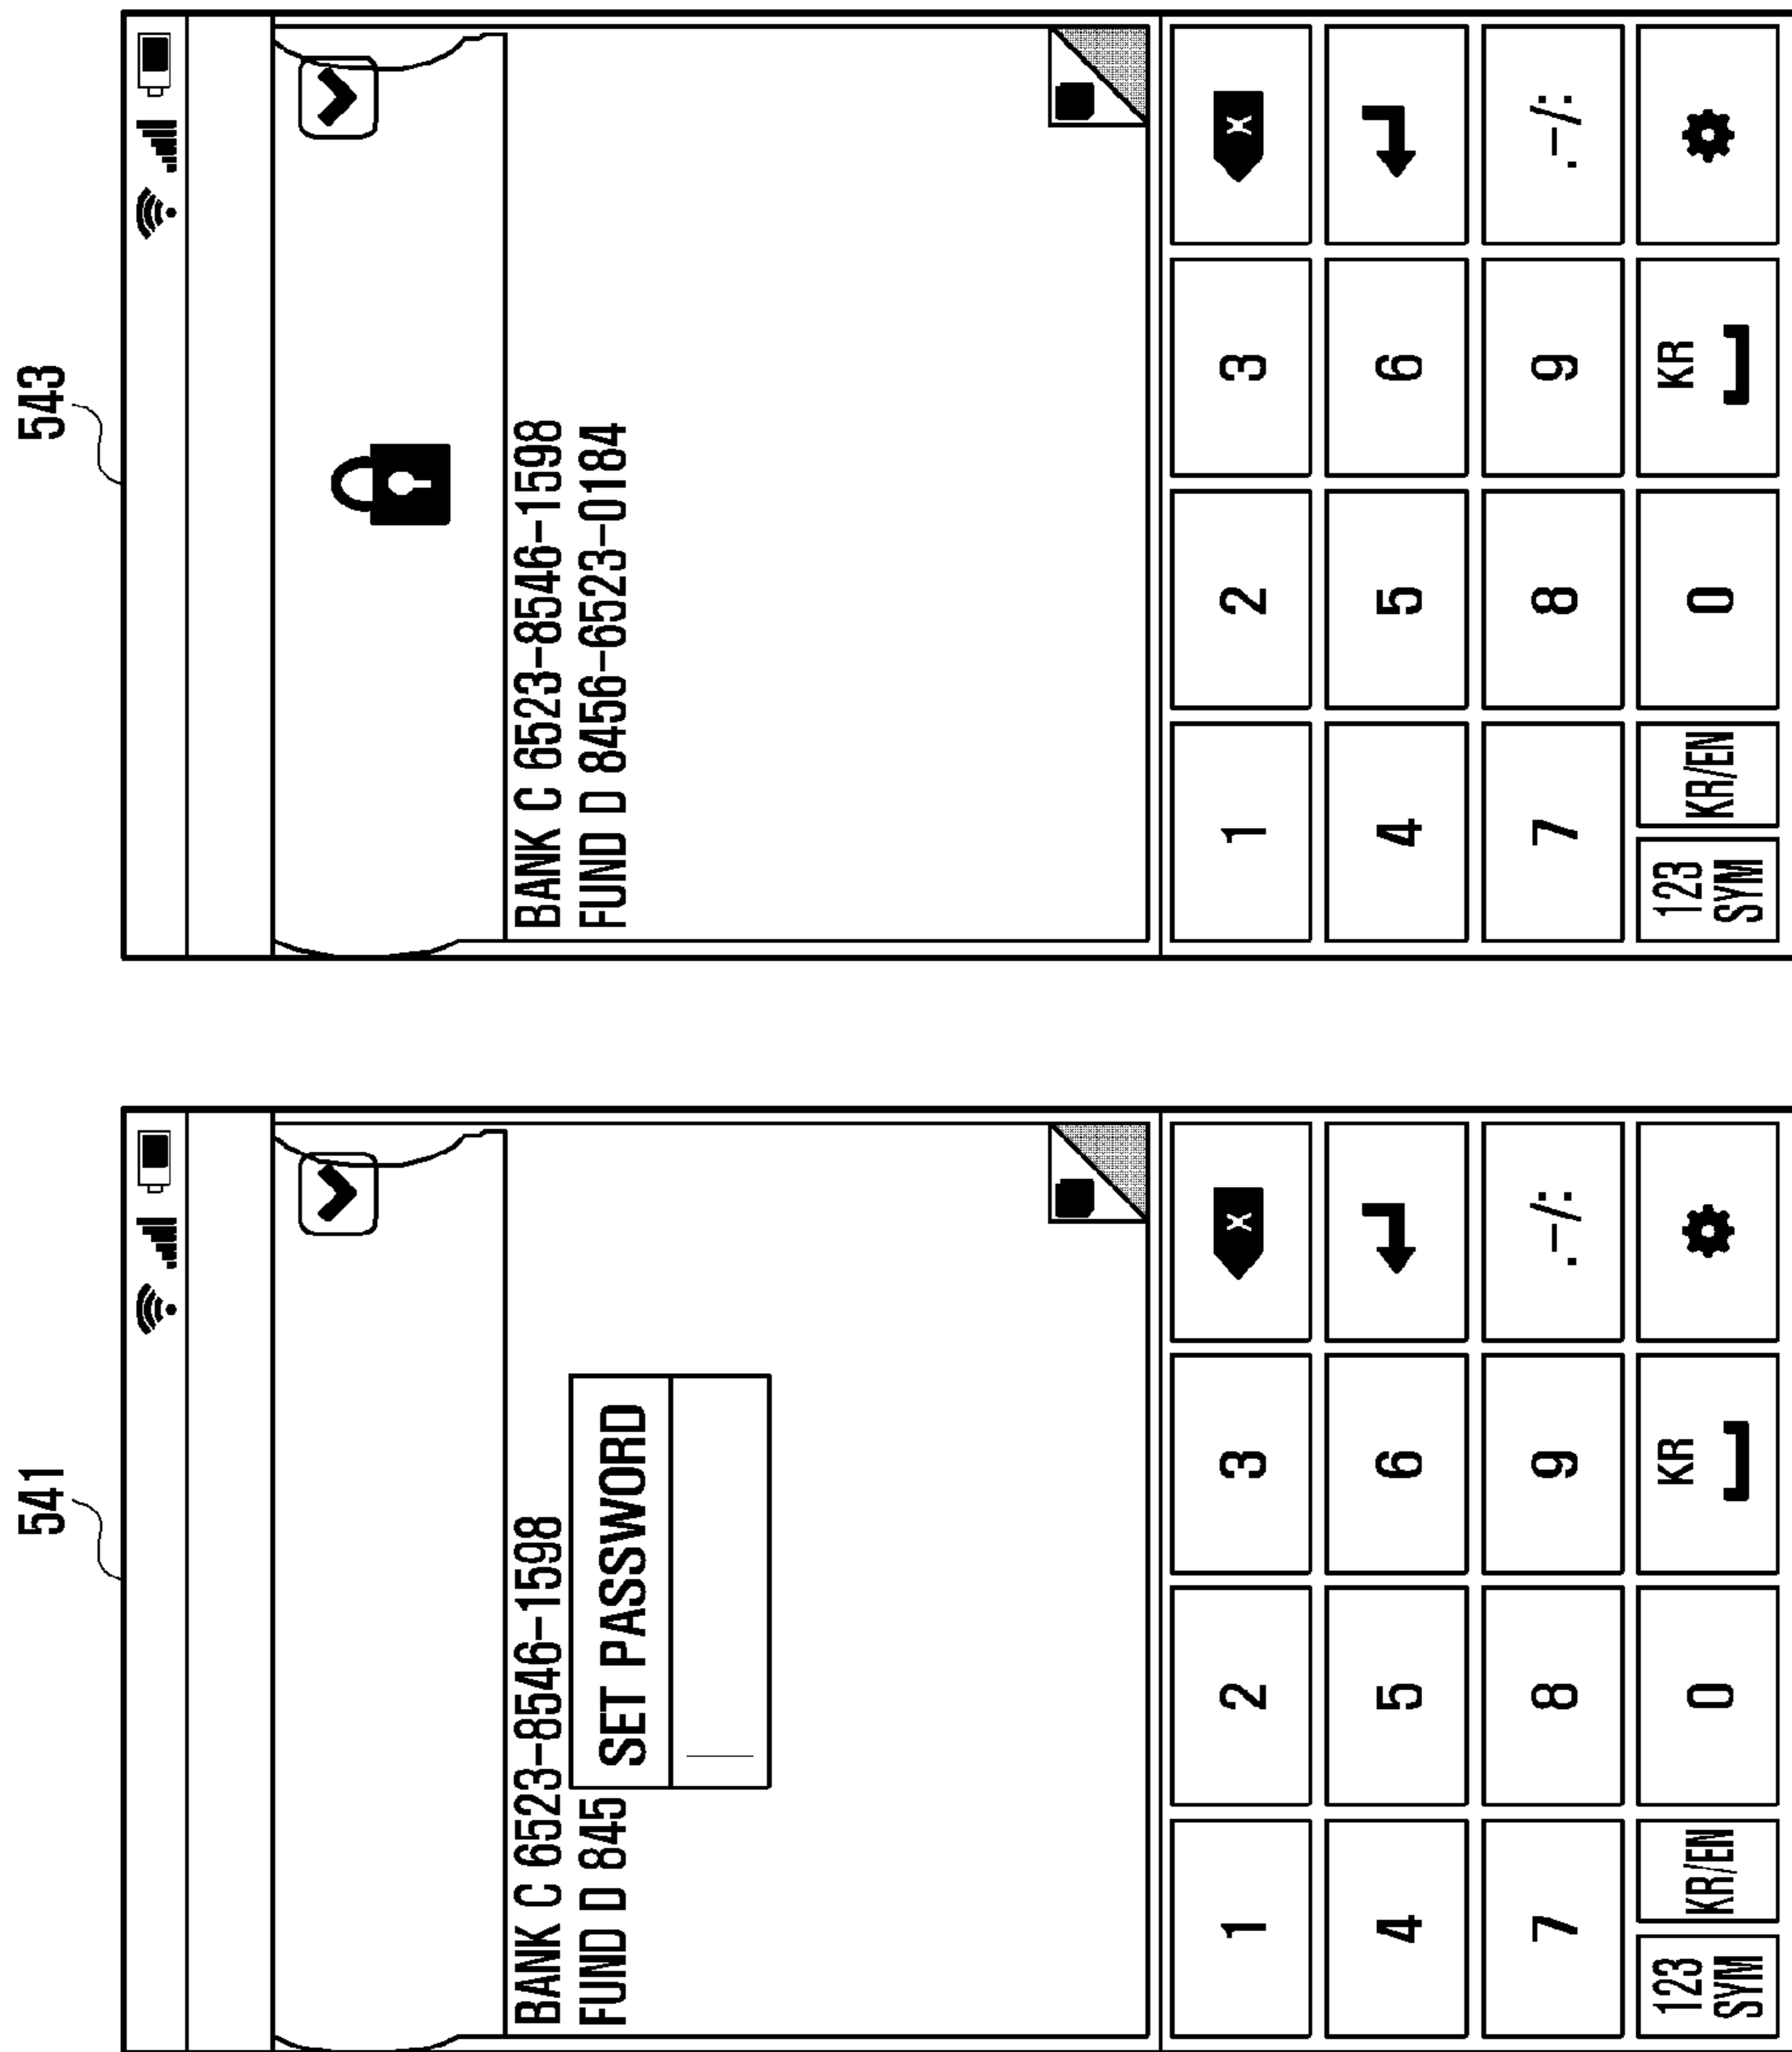 541
BANK C 6523-8546-1598
FUND D 845
SET PASSWORD
1 2 3 x
4 5 6
7 8 9 .-/:
123 KR/EN 0 KR
SYM
543
BANK C 6523-8546-1598
FUND D 8456-6523-0184
1 2 3 x
4 5 6
7 8 9 .-/:
123 KR/EN 0 KR
SYM